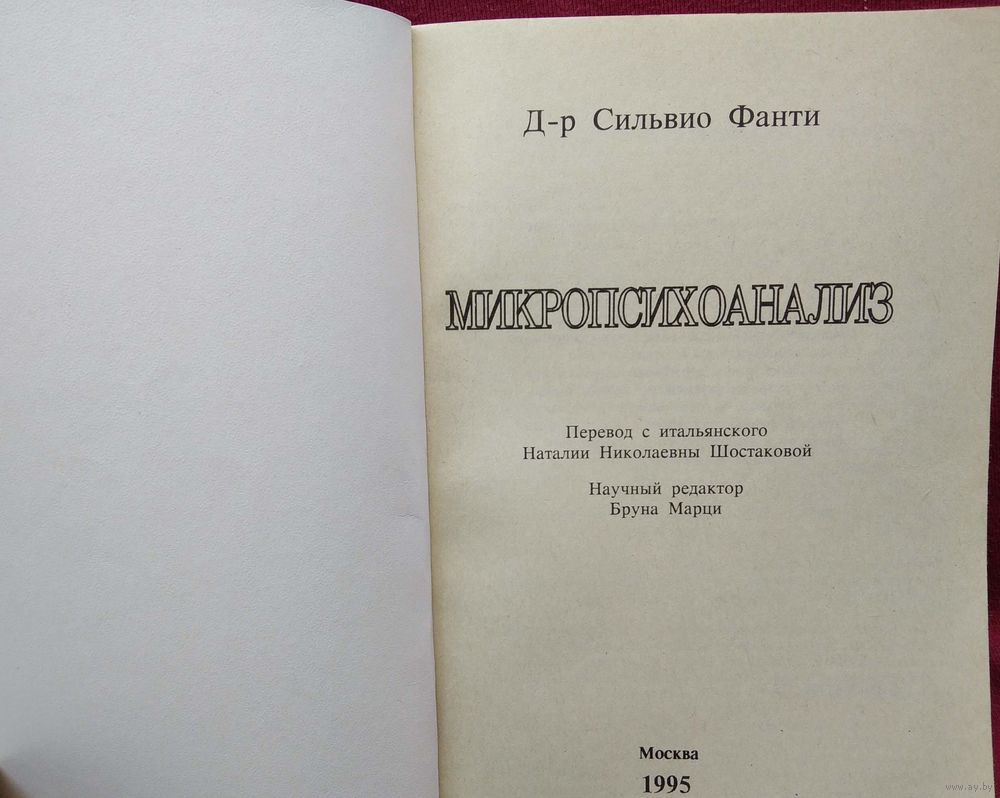 Д-р Сильвио Фанти
МИКРОПСИХОАНАЛИЗ
Перевод с итальянского
Наталии Николаевны Шостаковой
Научный редактор
Бруна Марци
Москва
1995
www.ay.by